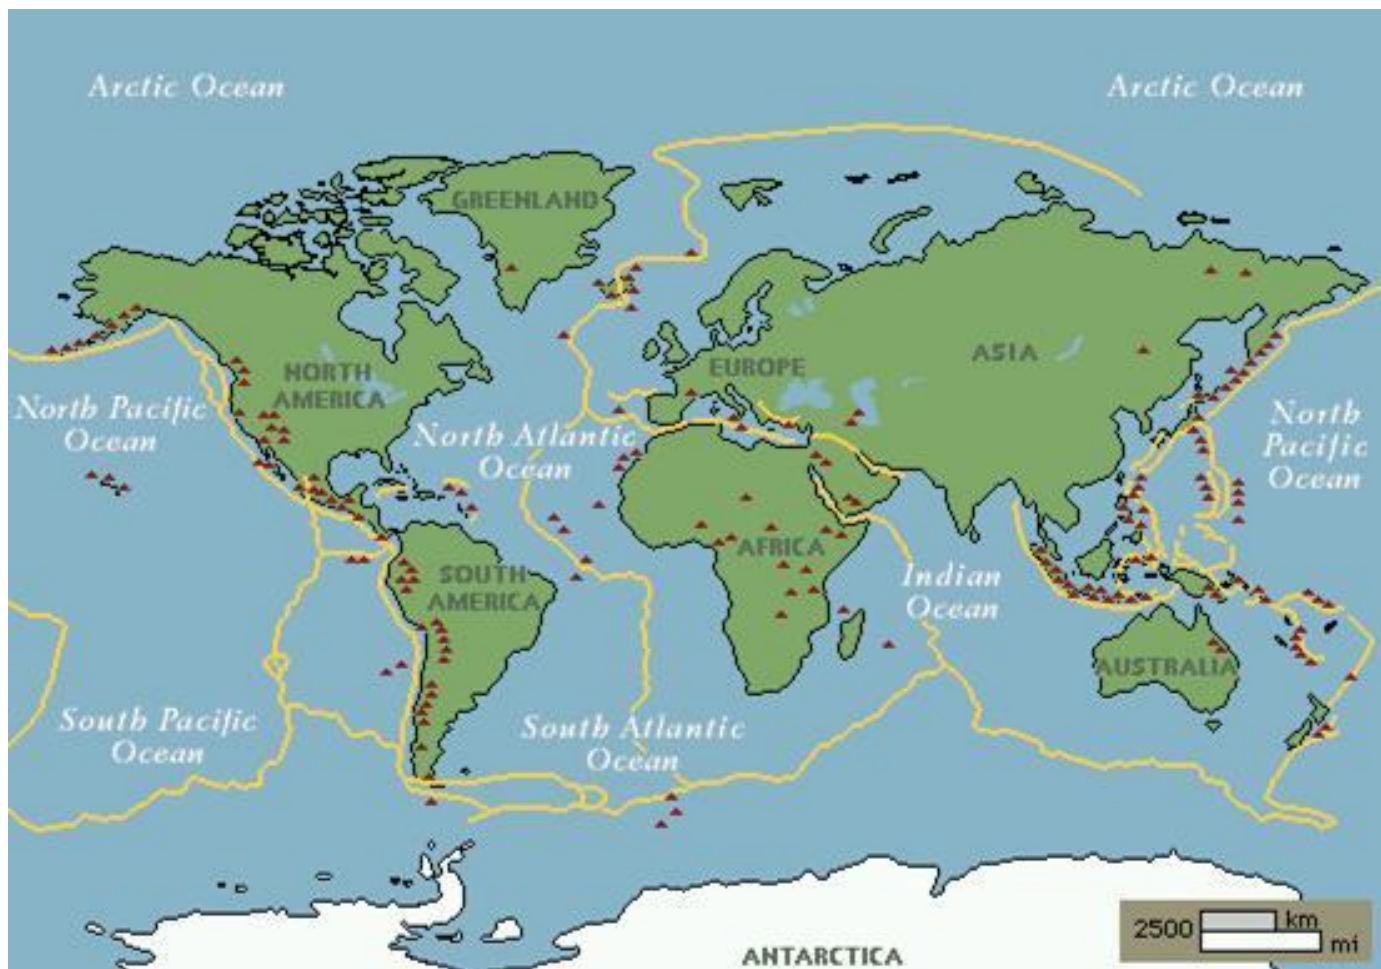 Arctic Ocean
Arctic Ocean
GREENLAND
NORTH
AMERICA
EUROPE
ASIA
North Pacific
Ocean
North Atlantic
Ocean
North
Pacific
Ocean
AFRICA
SOUTH
AMERICA
Indian
Ocean
AUSTRALIA
South Pacific
Ocean
South Atlantic
Ocean
ANTARCTICA
2500 km
mi